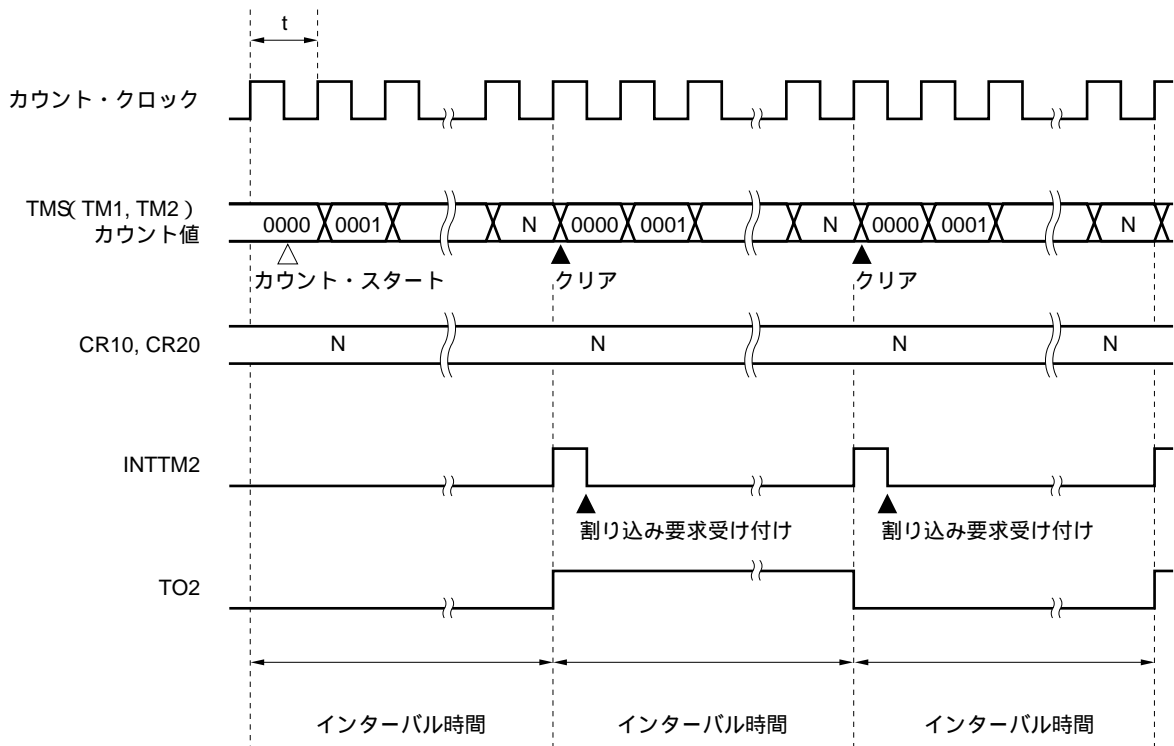 t
カウント・クロック
TMS( TM1, TM2 )
カウント値
0000 0001 N 0000 0001 N 0000 0001 N
カウント・スタート クリア クリア
CR10, CR20 N N N N
INTTM2
割り込み要求受け付け 割り込み要求受け付け
TO2
インターバル時間 インターバル時間 インターバル時間